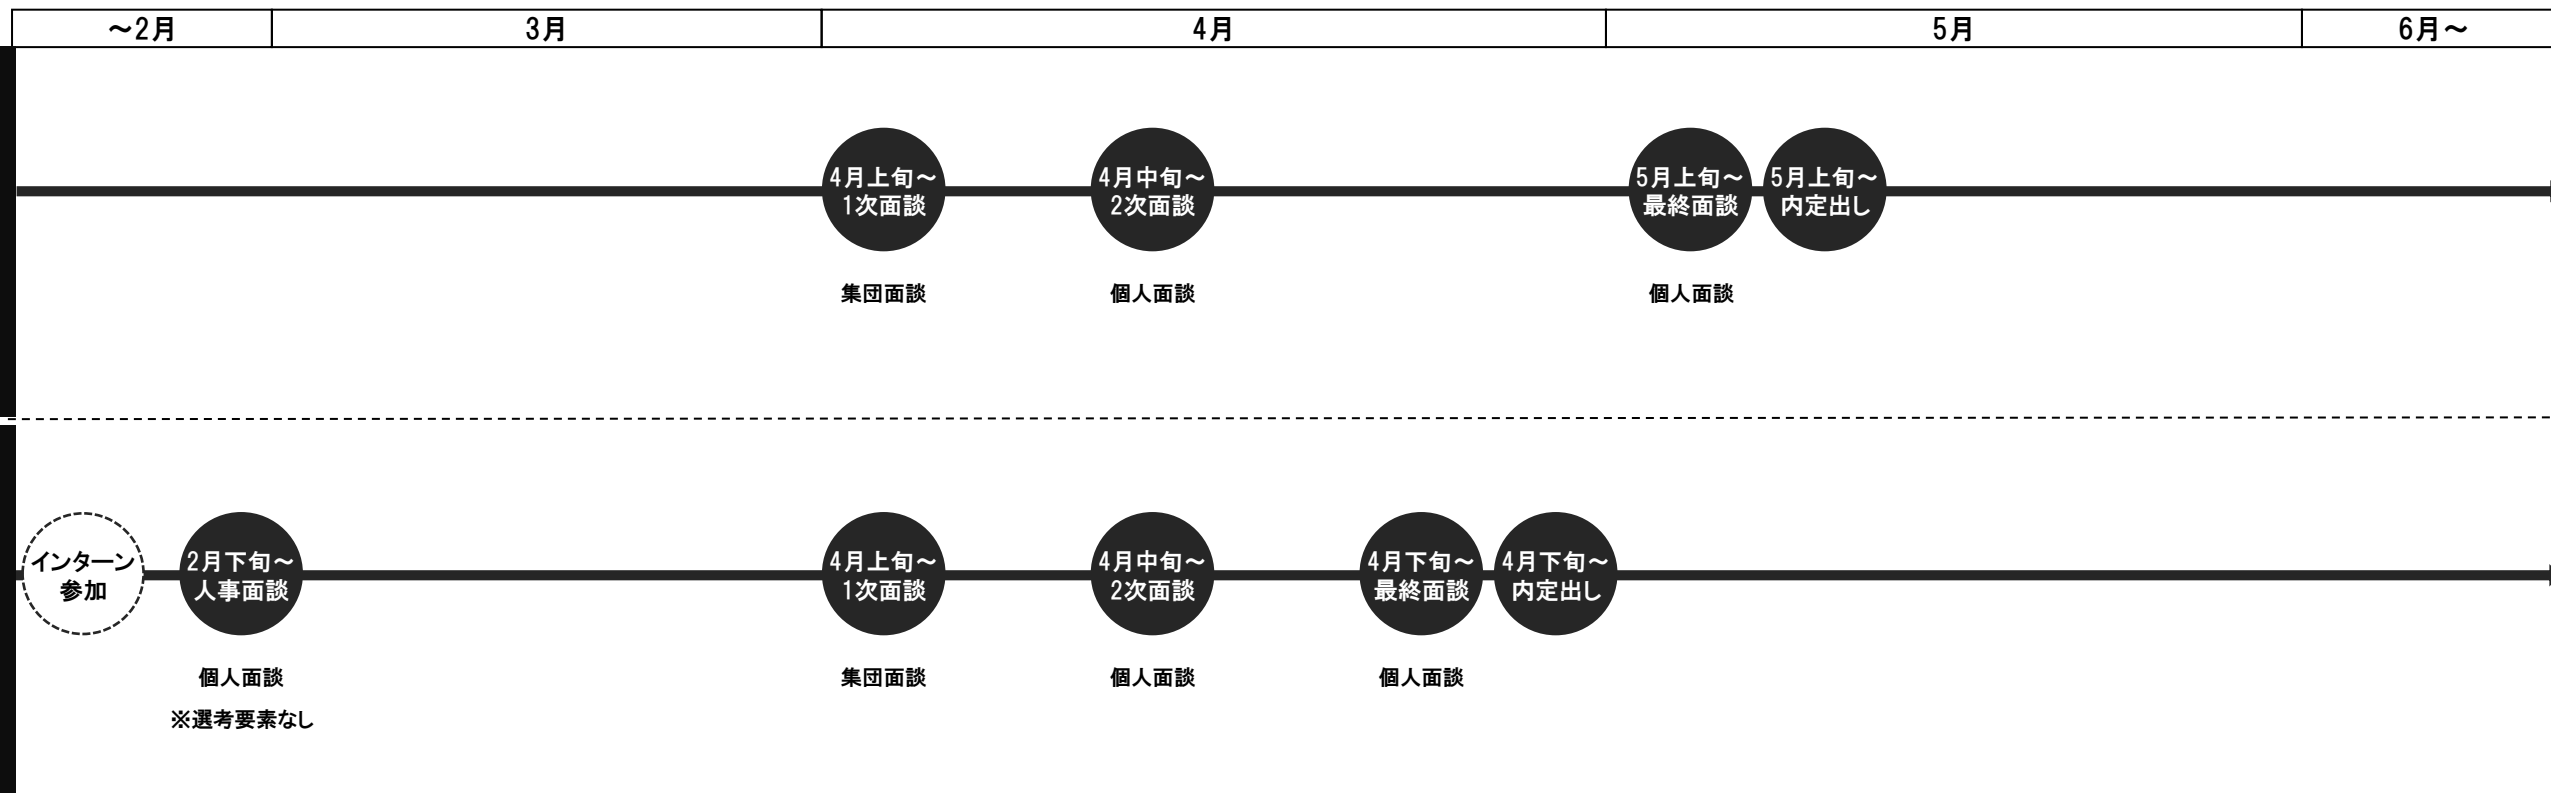 ～2月
3月
4月
5月
6月～
4月上旬～
1次面談
4月中旬～
2次面談
5月上旬～
最終面談
5月上旬～
内定出し
集団面談
個人面談
個人面談
インターン
参加
2月下旬～
人事面談
4月上旬～
1次面談
4月中旬～
2次面談
4月下旬～
最終面談
4月下旬～
内定出し
個人面談
※選考要素なし
集団面談
個人面談
個人面談